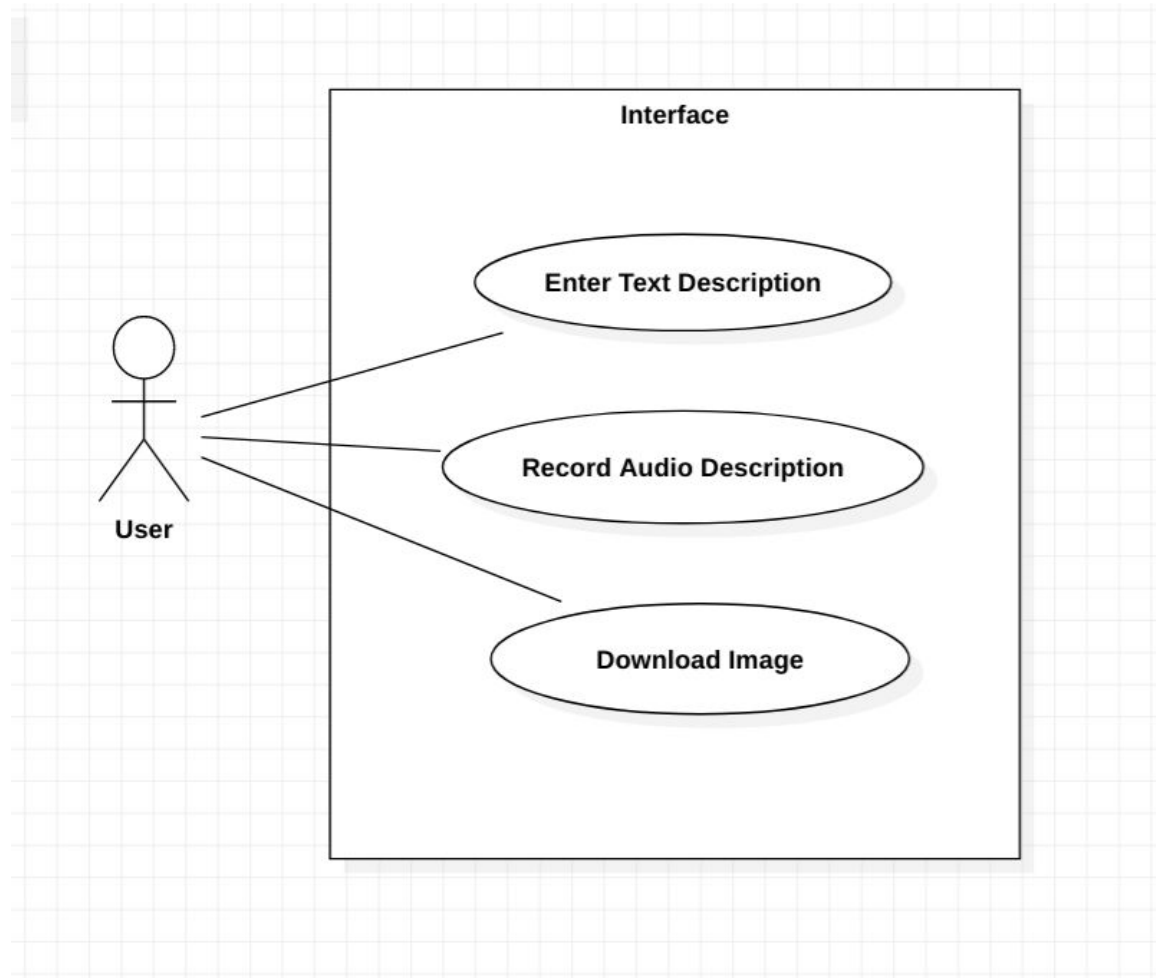 Interface
Enter Text Description
Record Audio Description
User
Download Image